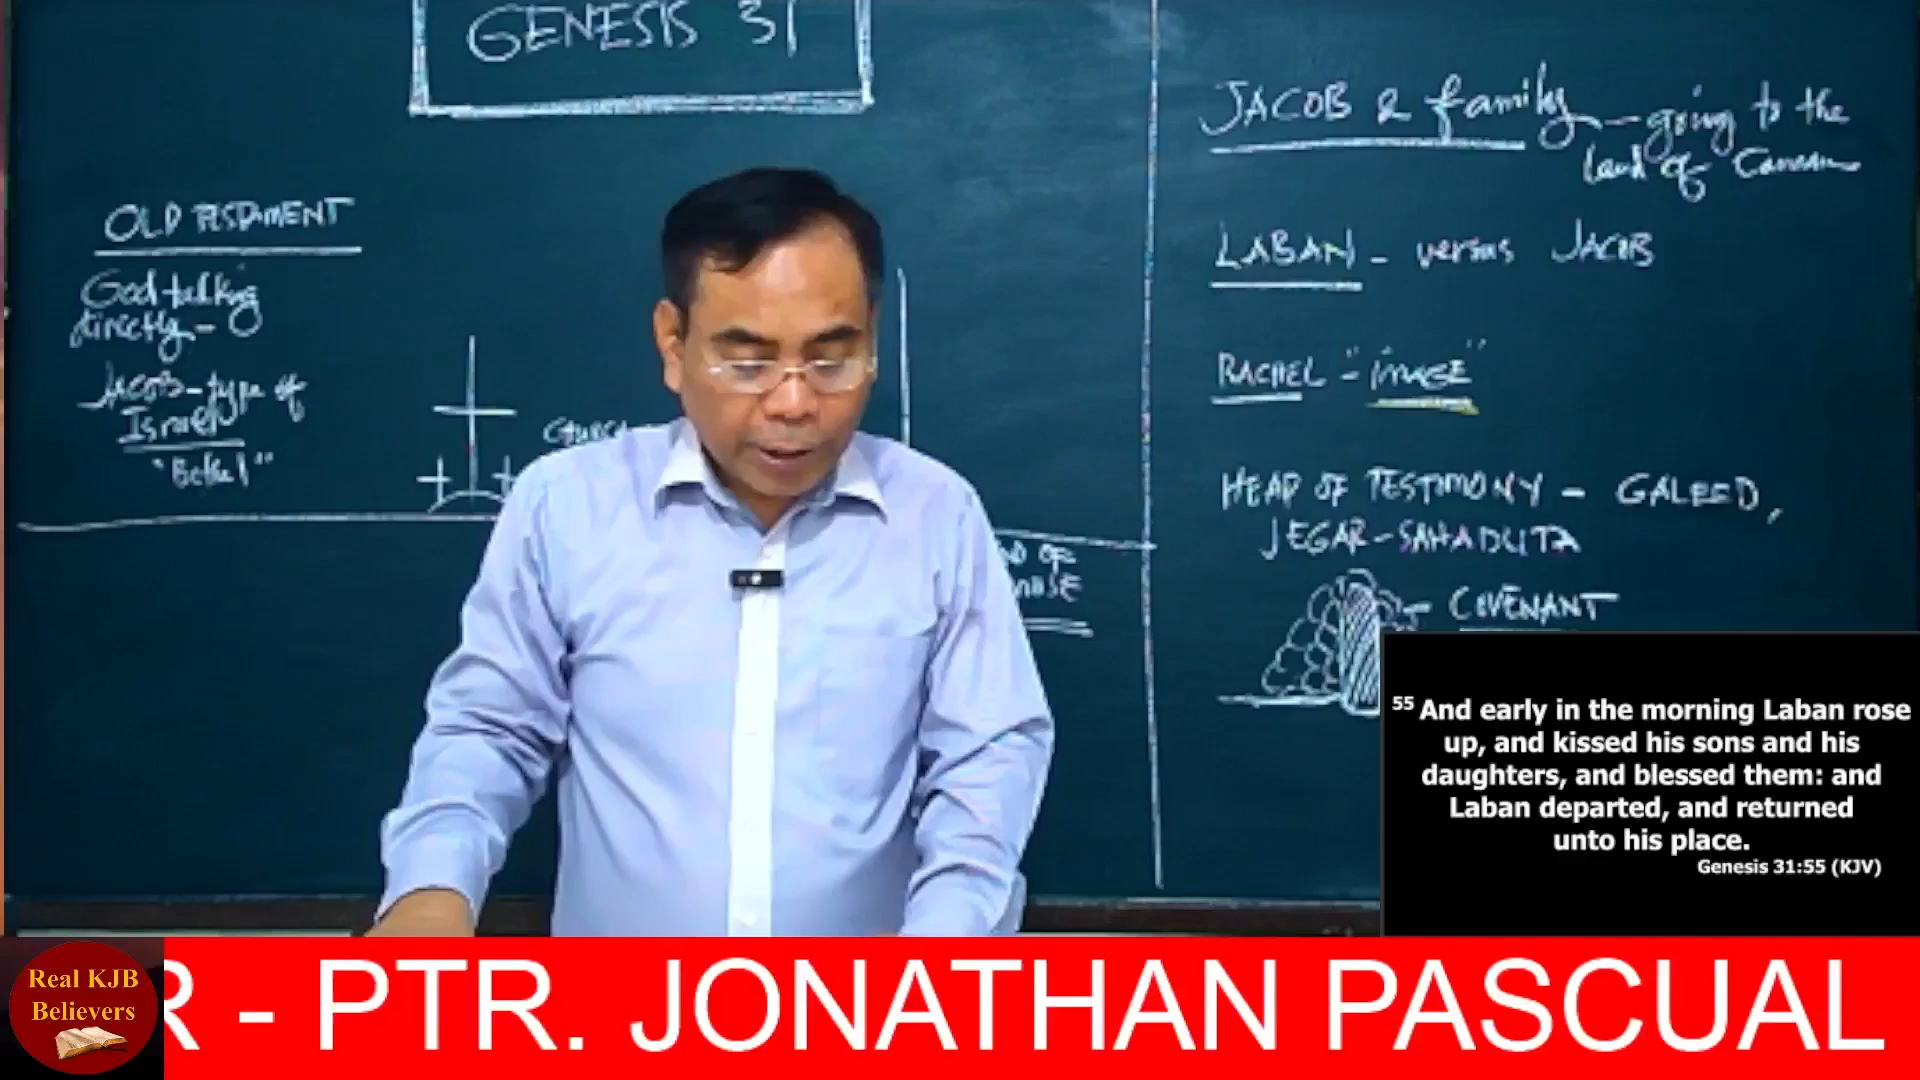 GENESIS 31
OLD TESTAMENT
God talking
directly -
Jacob - type of
Israel
"Bethel"
JACOB & family - going to the
land of Canaan
LABAN - versus JACOB
RACHEL - "image"
HEAP OF TESTIMONY - GALEED,
JEGAR-SAHADUTA
- COVENANT
55 And early in the morning Laban rose
up, and kissed his sons and his
daughters, and blessed them: and
Laban departed, and returned
unto his place.
Genesis 31:55 (KJV)
Real KJB
Believers
R - PTR. JONATHAN PASCUAL